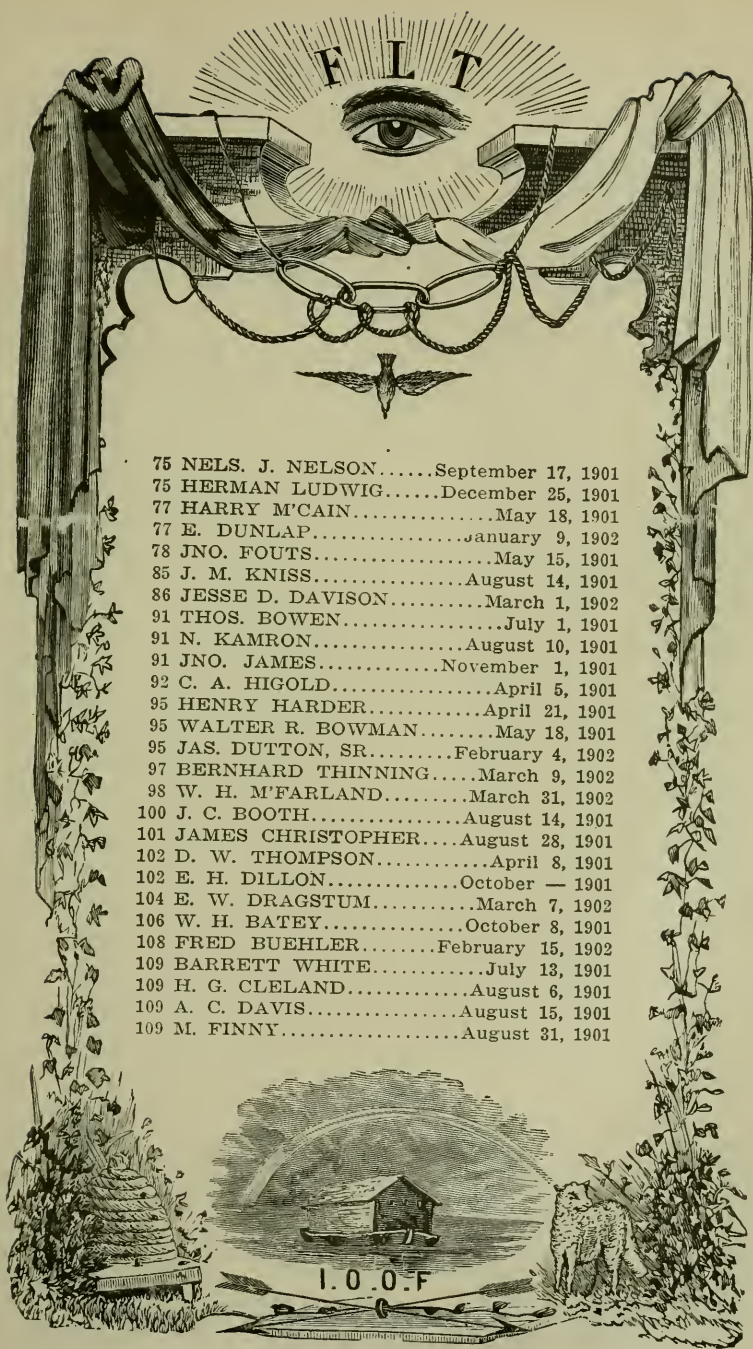 F L T
75 NELS. J. NELSON......September 17, 1901
75 HERMAN LUDWIG......December 25, 1901
77 HARRY M'CAIN...............May 18, 1901
77 E. DUNLAP...............January 9, 1902
78 JNO. FOUTS..................May 15, 1901
85 J. M. KNISS...............August 14, 1901
86 JESSE D. DAVISON..........March 1, 1902
91 THOS. BOWEN.................July 1, 1901
91 N. KAMRON................August 10, 1901
91 JNO. JAMES.............November 1, 1901
92 C. A. HIGOLD.................April 5, 1901
95 HENRY HARDER............April 21, 1901
95 WALTER R. BOWMAN........May 18, 1901
95 JAS. DUTTON, SR.........February 4, 1902
97 BERNHARD THINNING.....March 9, 1902
98 W. H. M'FARLAND.........March 31, 1902
100 J. C. BOOTH................August 14, 1901
101 JAMES CHRISTOPHER....August 28, 1901
102 D. W. THOMPSON............April 8, 1901
102 E. H. DILLON..............October — 1901
104 E. W. DRAGSTUM...........March 7, 1902
106 W. H. BATEY...............October 8, 1901
108 FRED BUEHLER........February 15, 1902
109 BARRETT WHITE............July 13, 1901
109 H. G. CLELAND............August 6, 1901
109 A. C. DAVIS................August 15, 1901
109 M. FINNY...................August 31, 1901
I.O.O.F